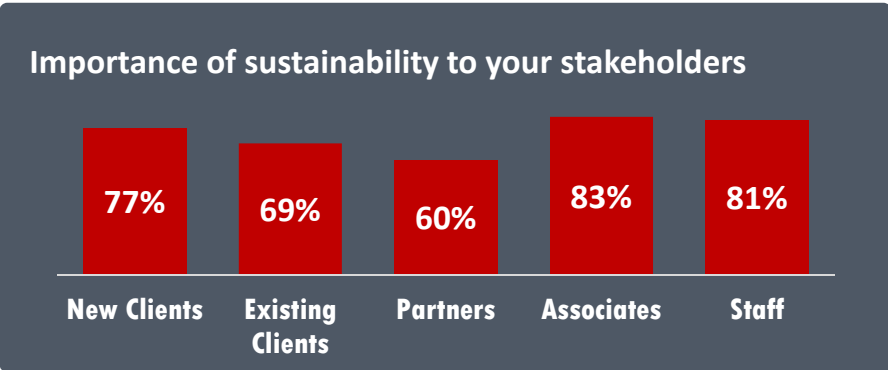 Importance of sustainability to your stakeholders
77%
69%
60%
83%
81%
New Clients
Existing
Clients
Partners
Associates
Staff